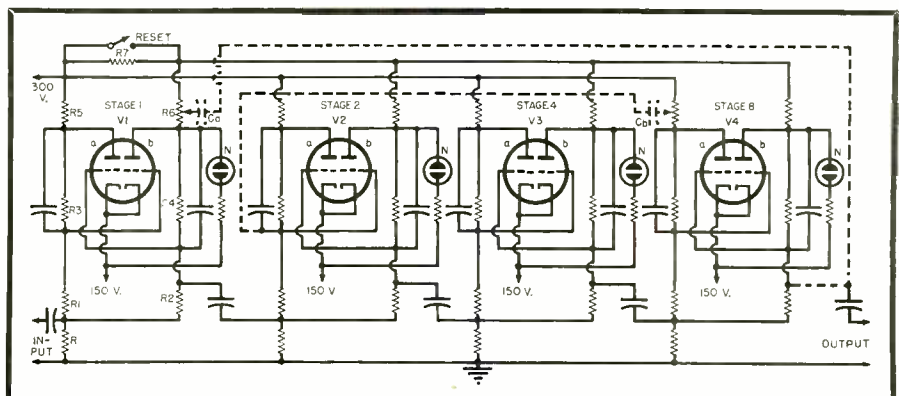 RESET
R7
300 V.
R5
R6
Ca
STAGE 1
V1
STAGE 2
V2
Cb
STAGE 4
V3
STAGE 8
V4
a
b
N
a
b
N
a
b
N
a
b
N
R3
150 V.
150 V
150 V.
150 V.
R1
R2
IN-
PUT
R
OUTPUT